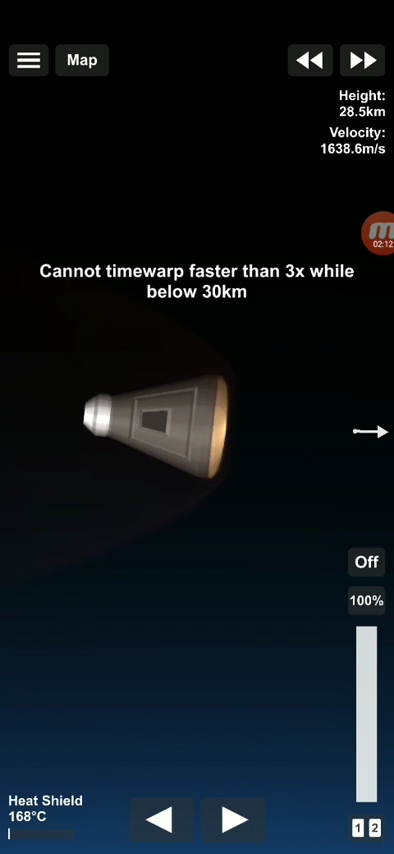 Map
Height:
28.5km
Velocity:
1638.6m/s
02:12
Cannot timewarp faster than 3x while
below 30km
Off
100%
Heat Shield
168°C
1 2